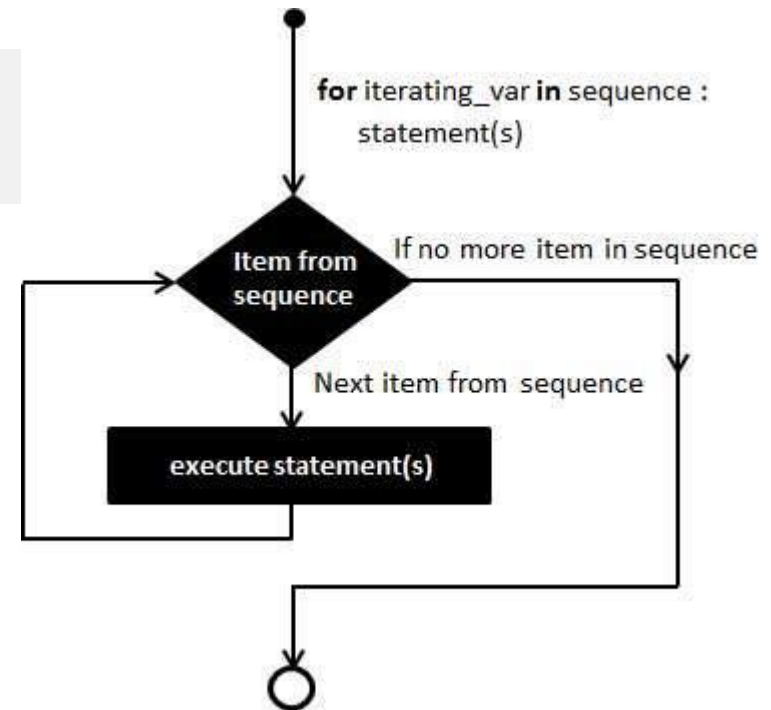 for iterating_var in sequence :
statement(s)
If no more item in sequence
Item from
sequence
Next item from sequence
execute statement(s)